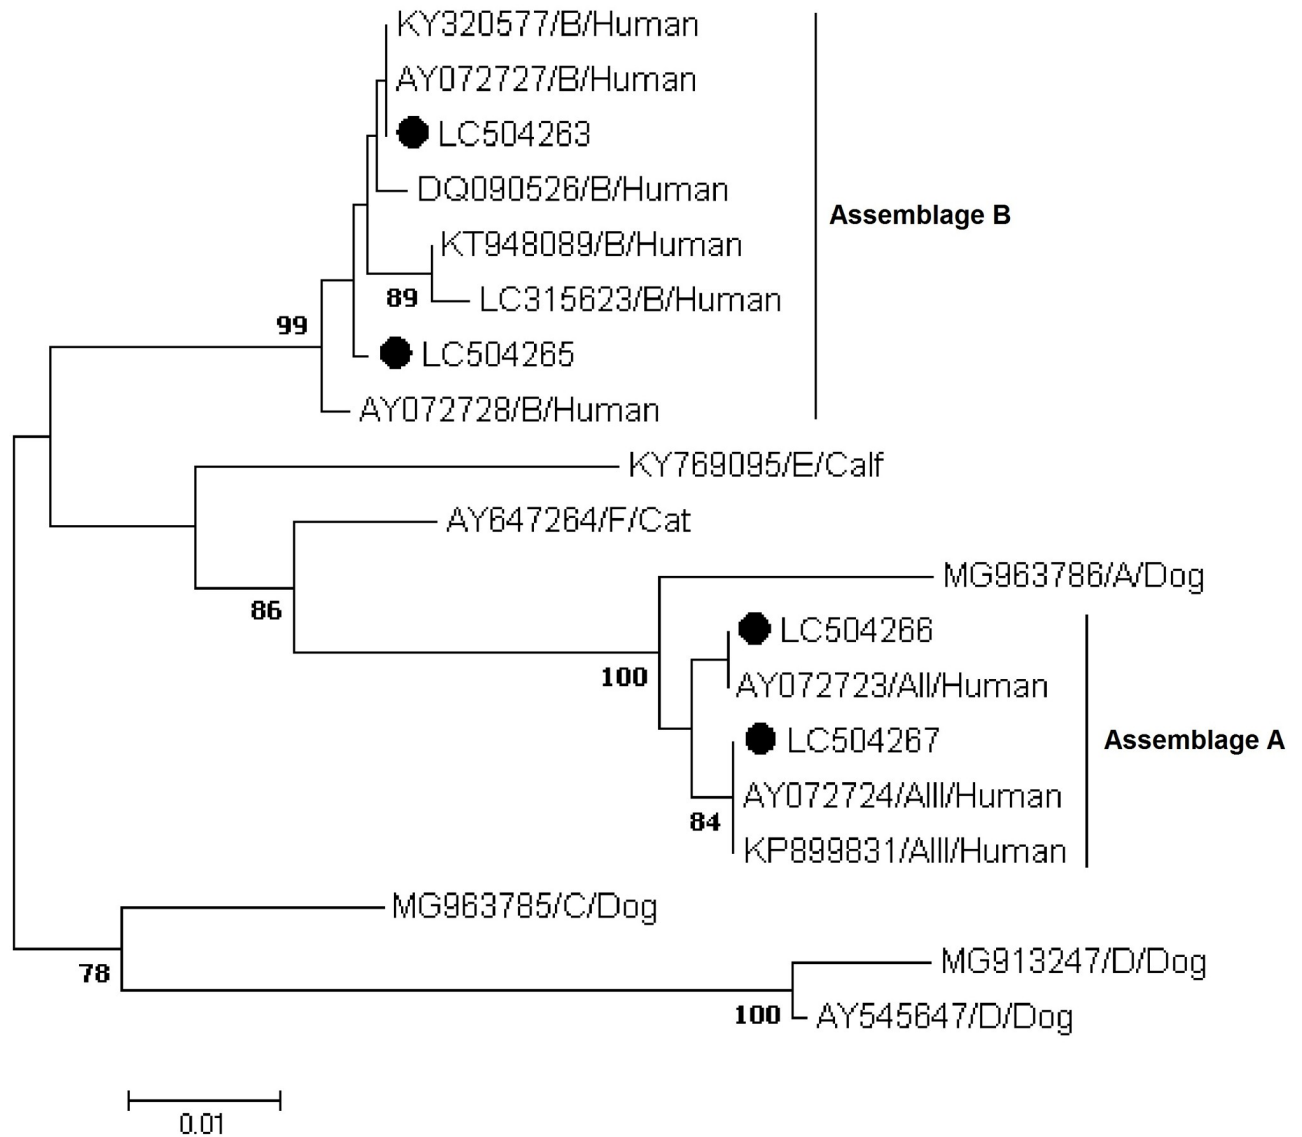 KY320577/B/Human
AY072727/B/Human
LC504263
DQ090526/B/Human
Assemblage B
KT948089/B/Human
89
LC315623/B/Human
99
LC504265
AY072728/B/Human
KY769095/E/Calf
AY647264/F/Cat
MG963786/A/Dog
86
LC504266
100
AY072723/AII/Human
LC504267
Assemblage A
AY072724/AIII/Human
84
KP899831/AIII/Human
MG963785/C/Dog
78
MG913247/D/Dog
100
AY545647/D/Dog
0.01